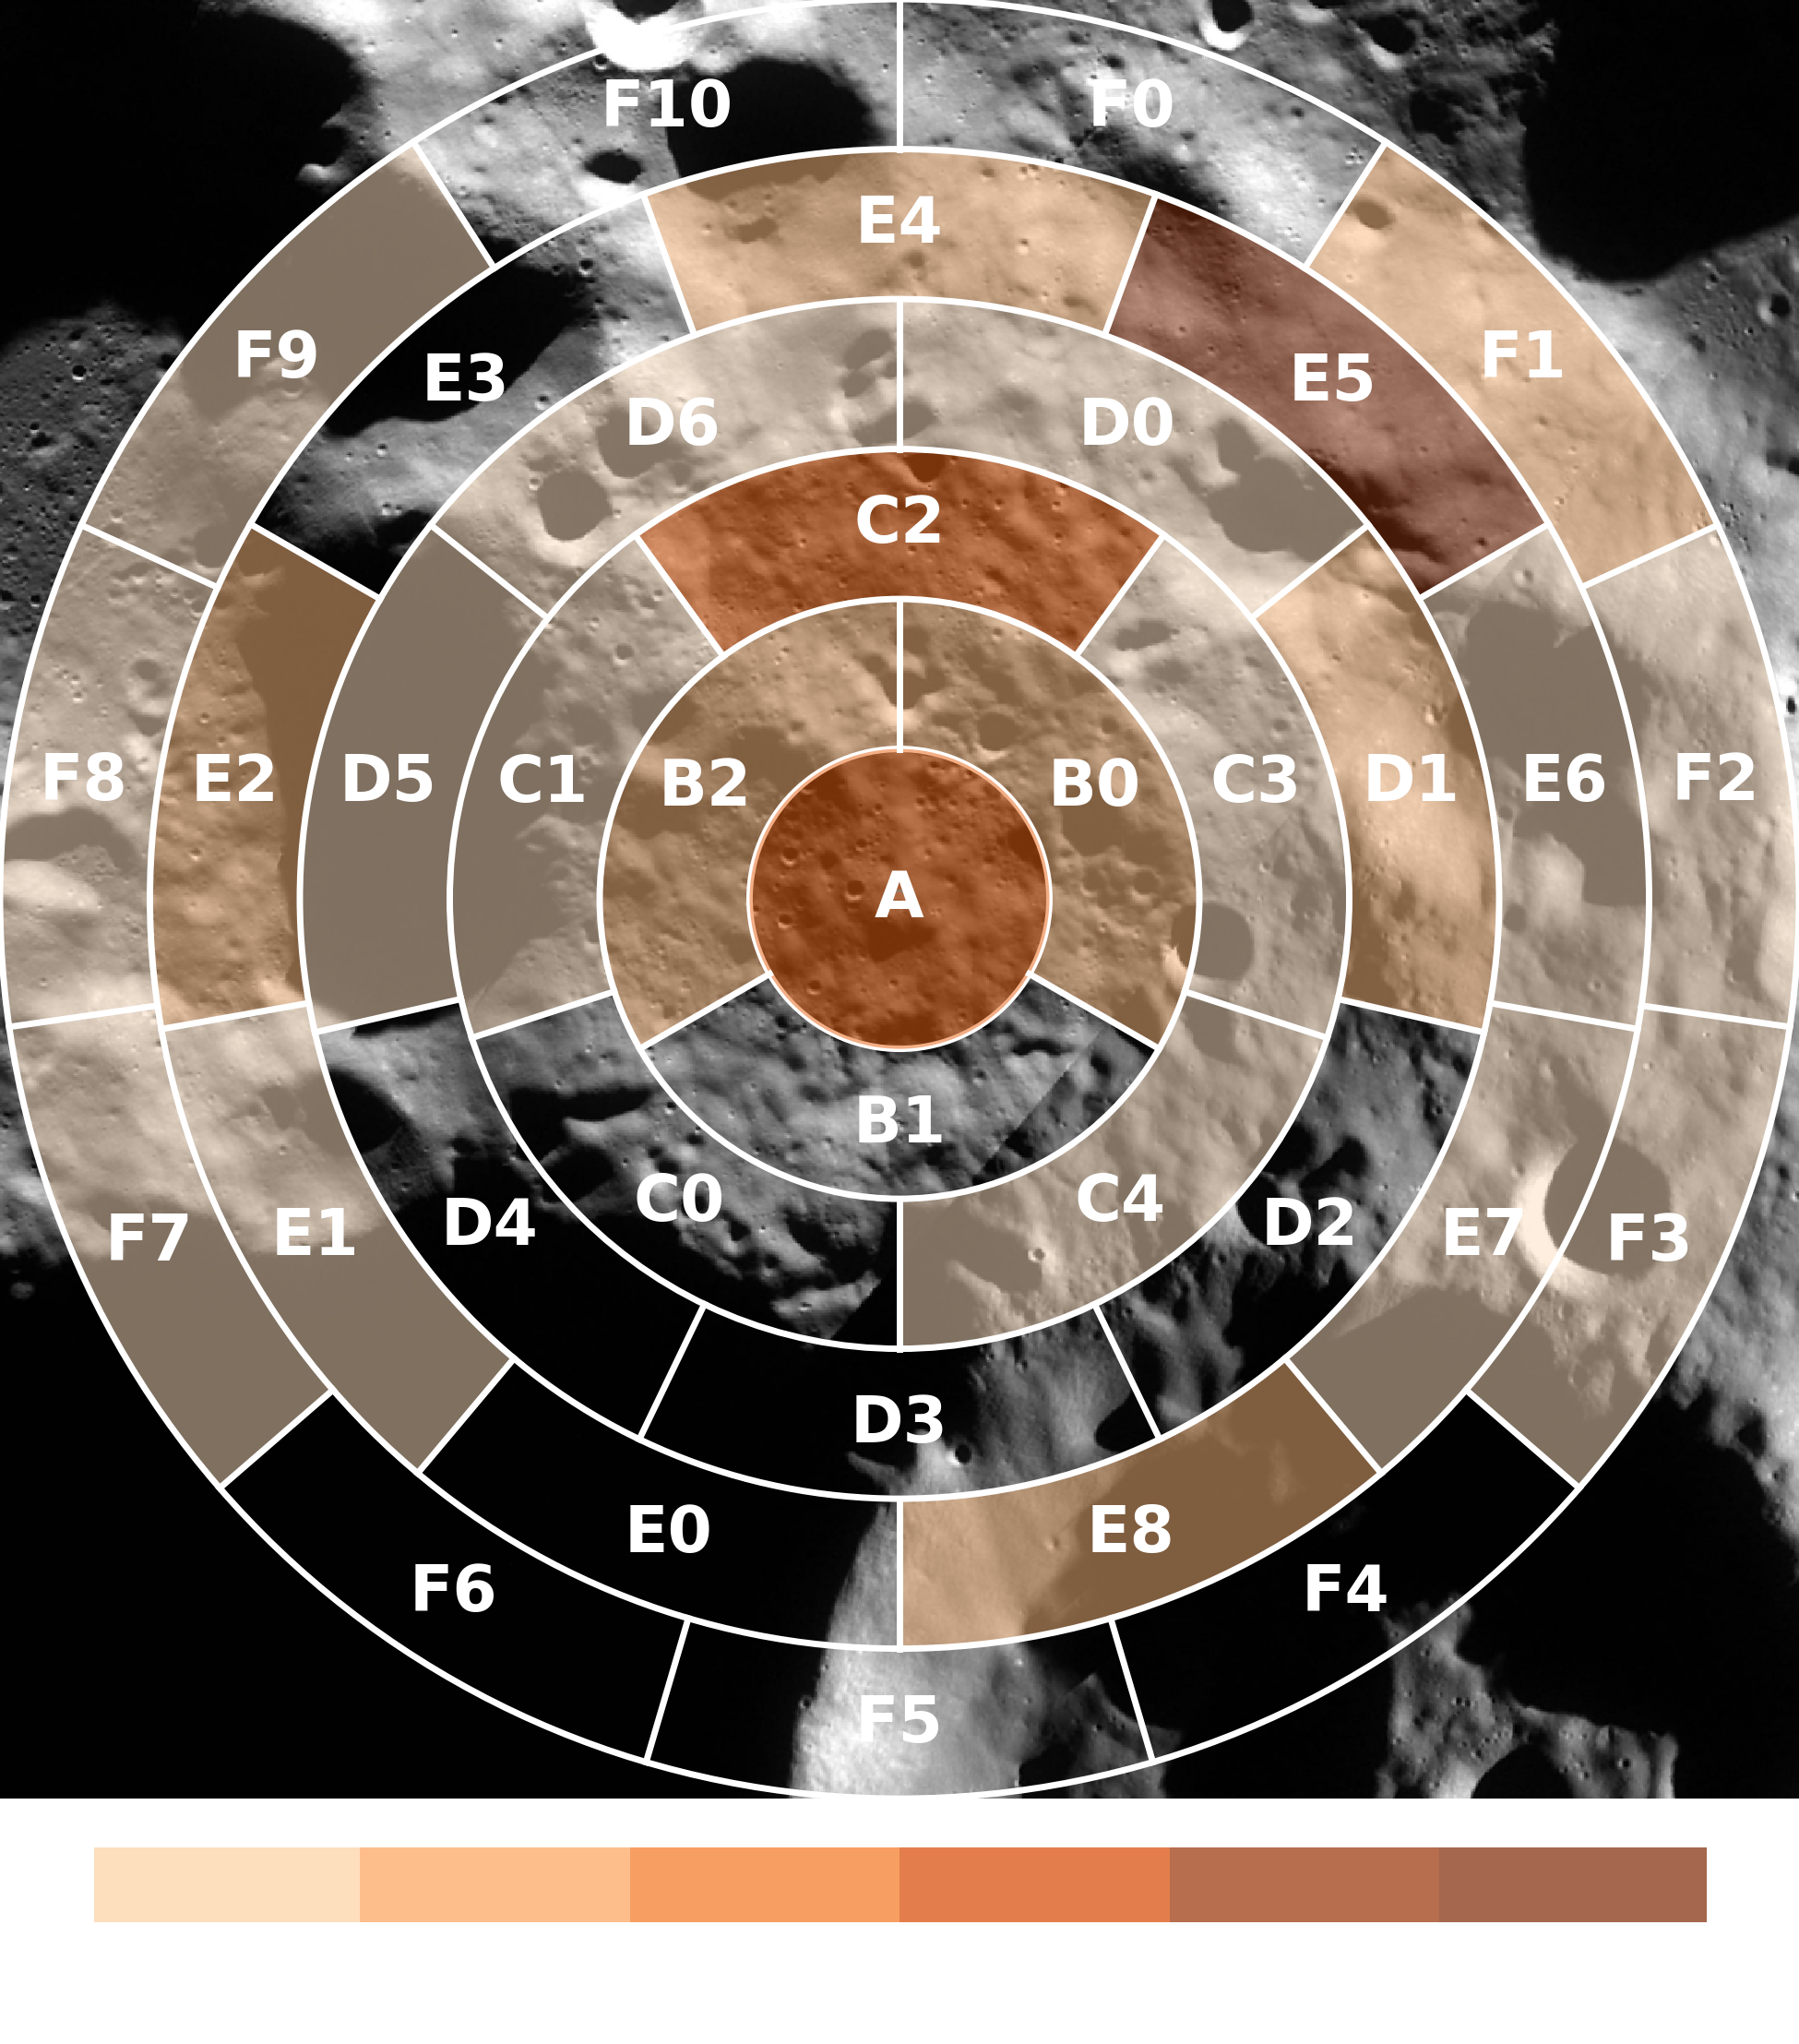 F10 F0
E4
F9 E3 E5 F1
D6 D0
C2
F8 E2 D5 C1 B2 B0 C3 D1 E6 F2
A
B1
F7 E1 D4 C0 C4 D2 E7 F3
D3
E0 E8
F6 F4
F5